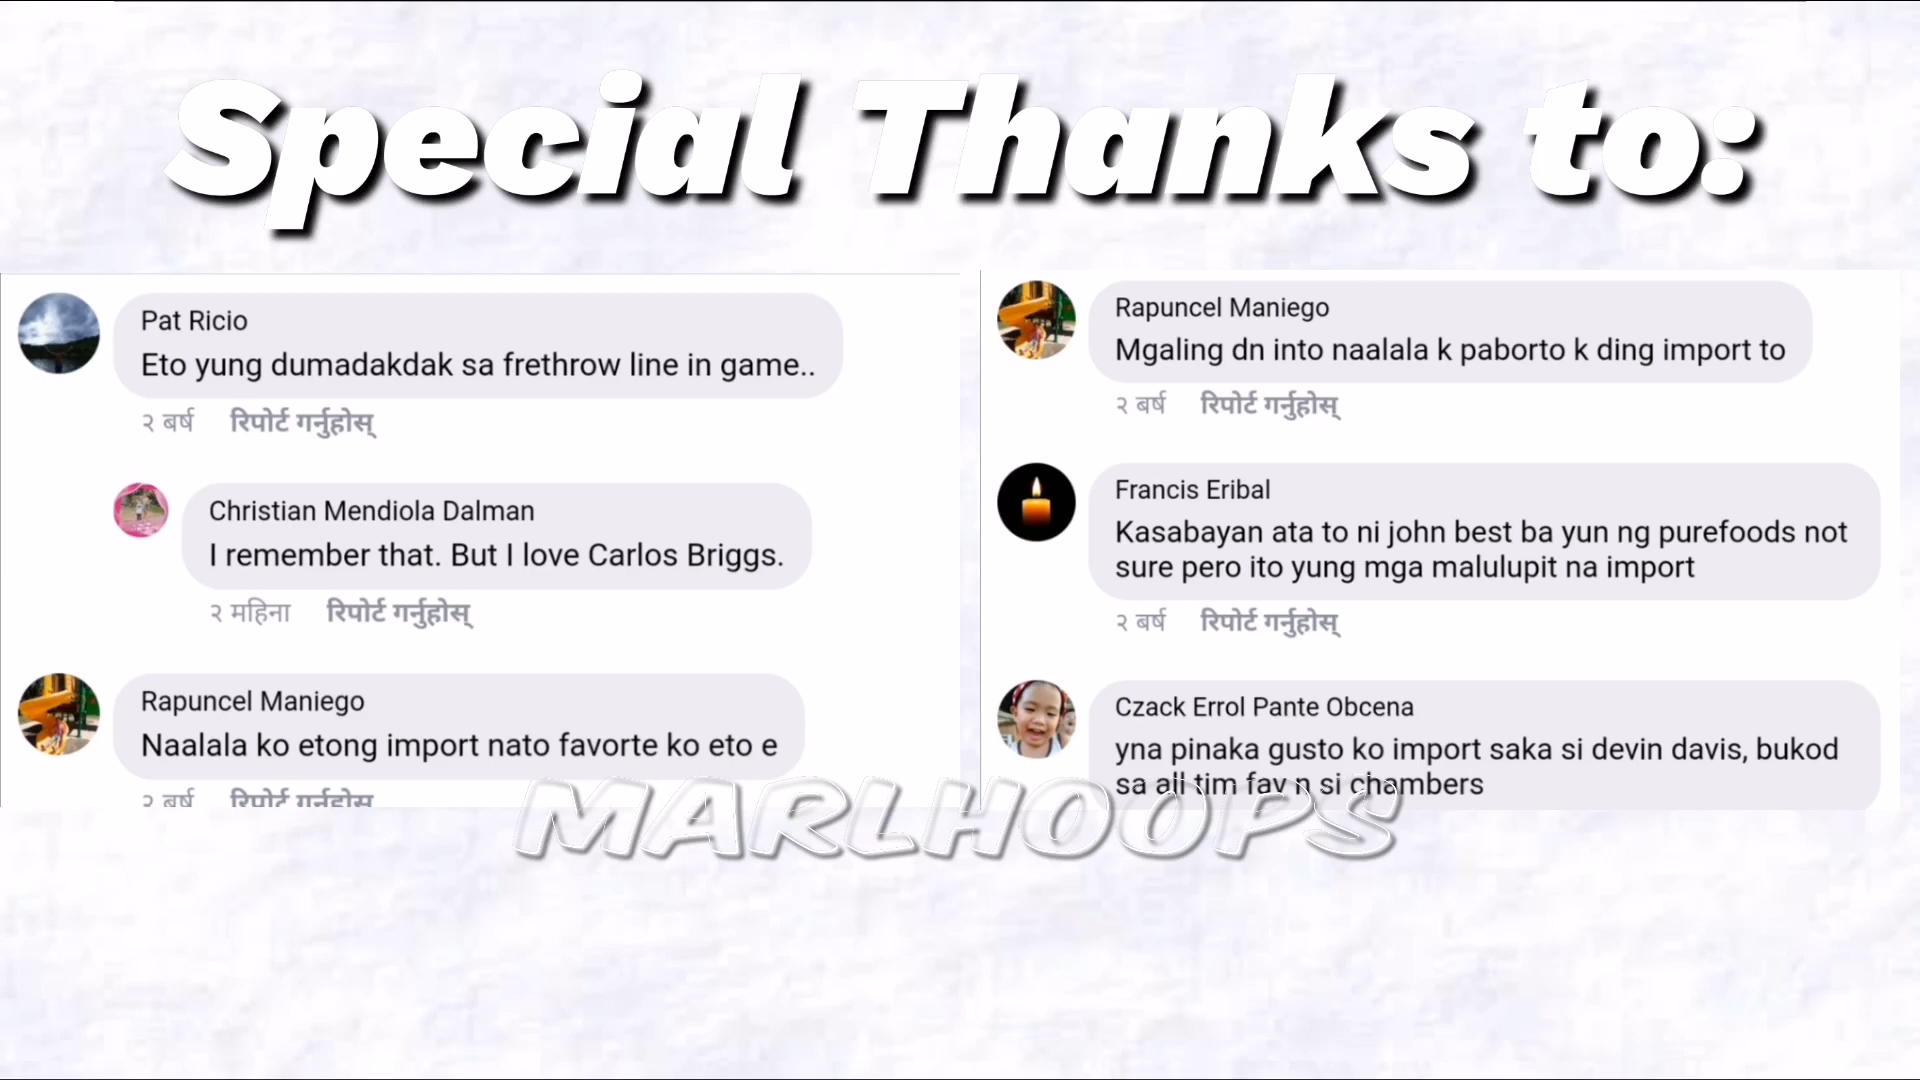 Special Thanks to:
Pat Ricio
Eto yung dumadakdak sa frethrow line in game..
२ बर्ष रिपोर्ट गर्नुहोस्
Christian Mendiola Dalman
I remember that. But I love Carlos Briggs.
२ महिना रिपोर्ट गर्नुहोस्
Rapuncel Maniego
Naalala ko etong import nato favorte ko eto e
२ बर्ष रिपोर्ट गर्नुहोस्
Rapuncel Maniego
Mgaling dn into naalala k paborto k ding import to
२ बर्ष रिपोर्ट गर्नुहोस्
Francis Eribal
Kasabayan ata to ni john best ba yun ng purefoods not
sure pero ito yung mga malulupit na import
२ बर्ष रिपोर्ट गर्नुहोस्
Czack Errol Pante Obcena
yna pinaka gusto ko import saka si devin davis, bukod
sa all tim fav n si chambers
MARLHOOPS